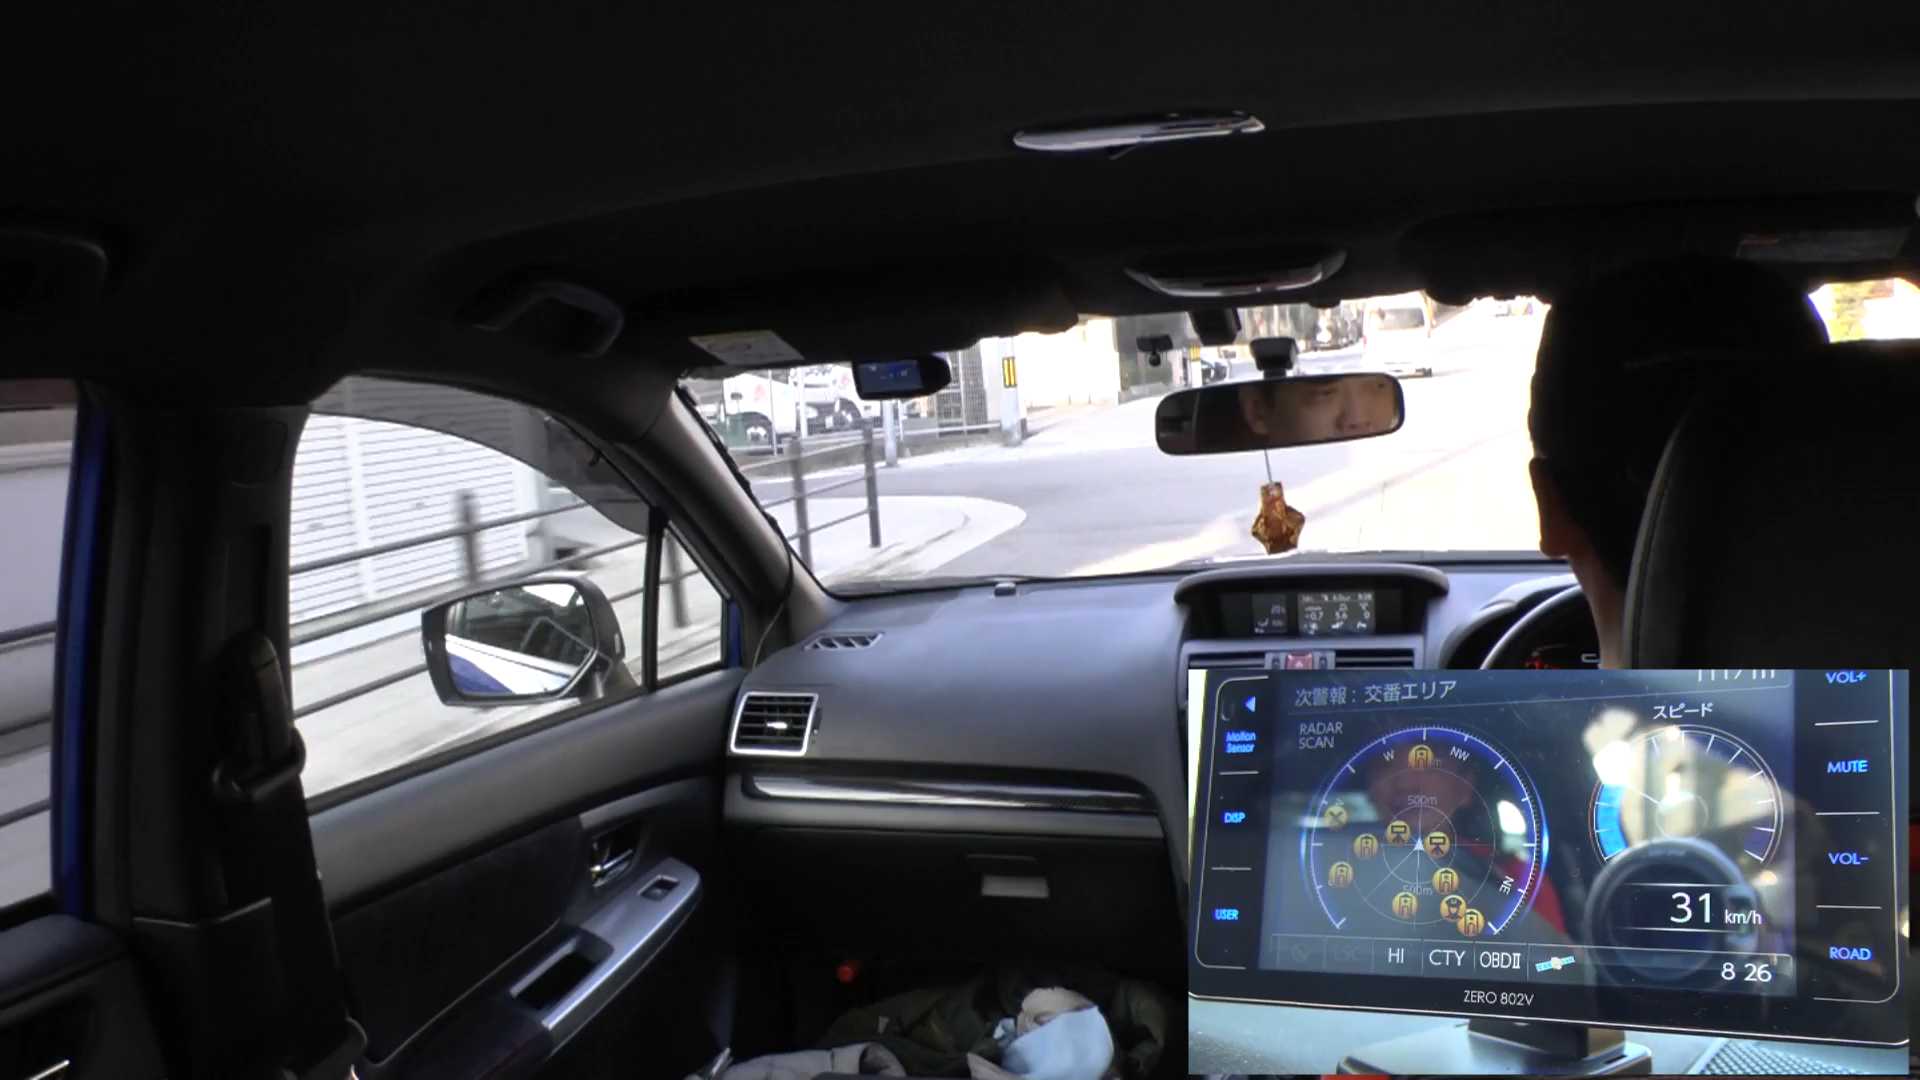 次警報：交番エリア
スピード
VOL+
RADAR
SCAN
Motion
Sensor
W
NW
MUTE
500m
DISP
VOL-
NE
500m
USER
31 km/h
HI CTY OBDⅡ
8 26
ROAD
ZERO 802V